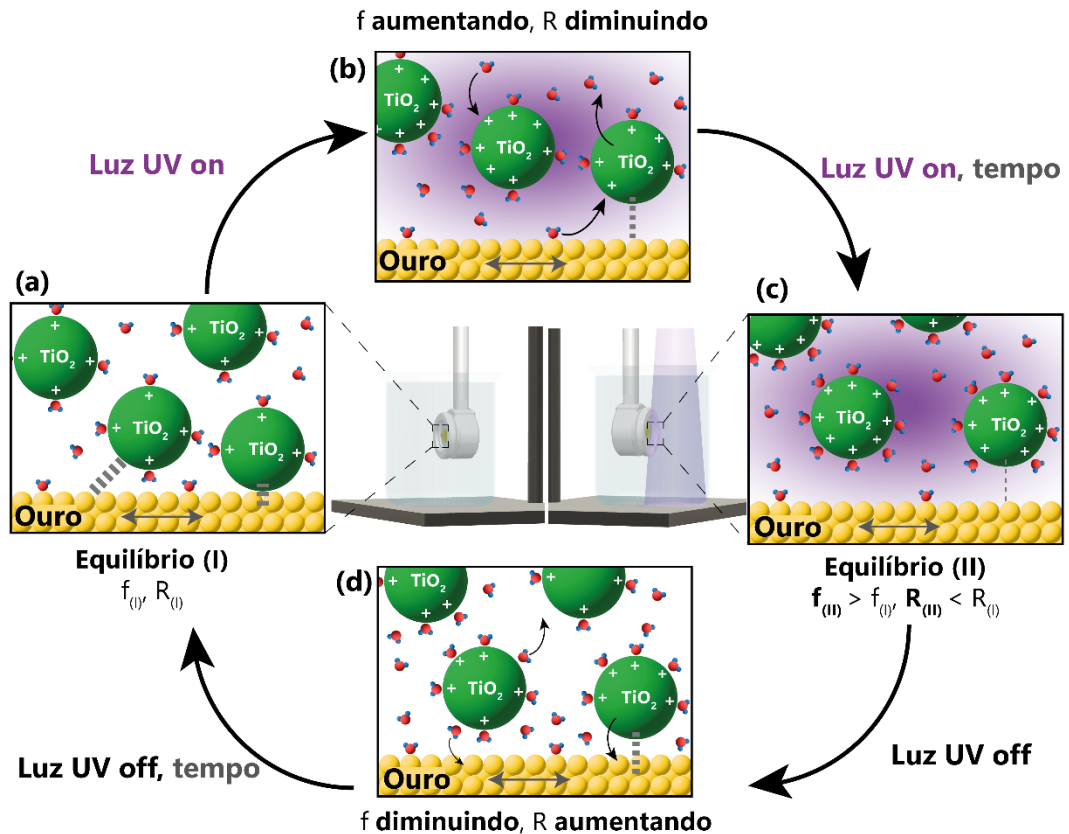 f aumentando, R diminuindo
(b)
TiO₂
TiO₂
TiO₂
Ouro
Luz UV on
Luz UV on, tempo
(a)
TiO₂
TiO₂
TiO₂
TiO₂
Ouro
Equilíbrio (I)
f(I), R(I)
(c)
TiO₂
TiO₂
TiO₂
Ouro
Equilíbrio (II)
f(II) > f(I), R(II) < R(I)
(d)
TiO₂
TiO₂
TiO₂
TiO₂
Ouro
Luz UV off, tempo
Luz UV off
f diminuindo, R aumentando